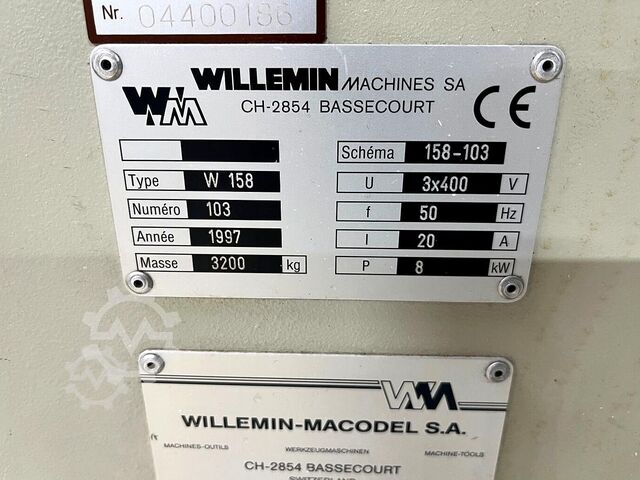 Nr. 04400186
WM WILLEMIN MACHINES SA
CH-2854 BASSECOURT
CE
Schéma 158-103
Type W 158
U 3x400 V
Numéro 103
f 50 Hz
Année 1997
I 20 A
Masse 3200 kg
P 8 kW
WM
WILLEMIN-MACODEL S.A.
MACHINES-OUTILS WERKZEUGMASCHINEN MACHINE-TOOLS
CH-2854 BASSECOURT
SWITZERLAND